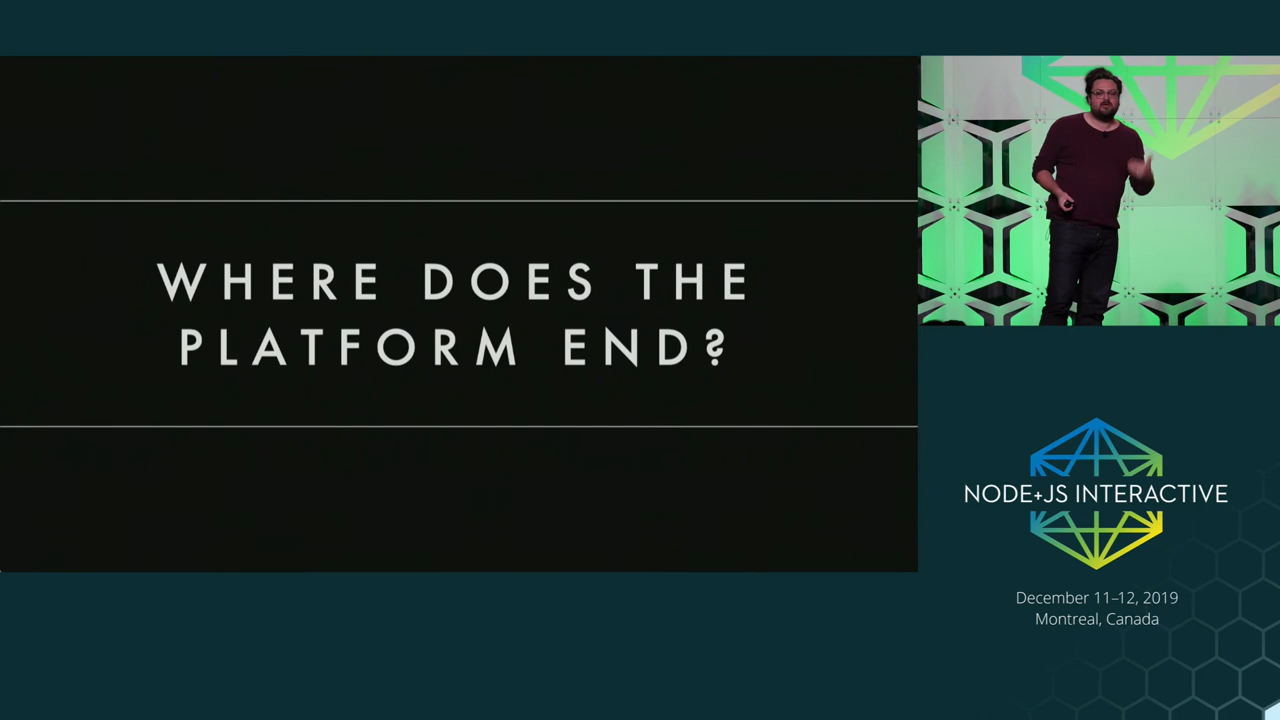 WHERE DOES THE
PLATFORM END?
NODE+JS INTERACTIVE
December 11–12, 2019
Montreal, Canada